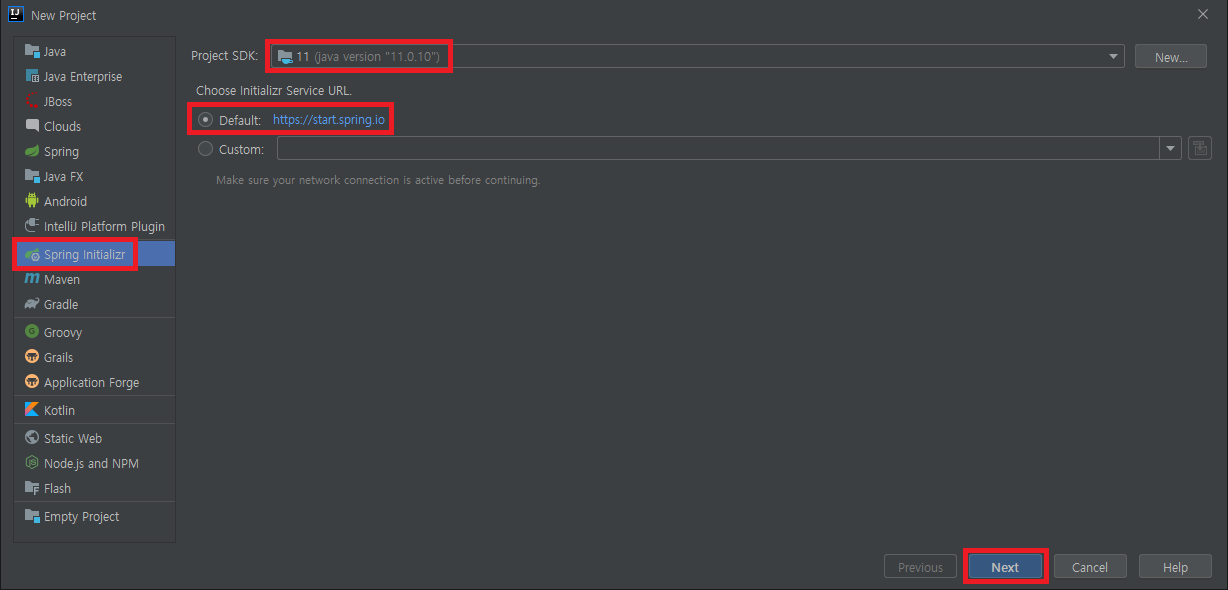 New Project
Java
Java Enterprise
JBoss
Clouds
Spring
Java FX
Android
IntelliJ Platform Plugin
Spring Initializr
Maven
Gradle
Groovy
Grails
Application Forge
Kotlin
Static Web
Node.js and NPM
Flash
Empty Project
Project SDK: 11 (java version "11.0.10") New...
Choose Initializr Service URL.
Default: https://start.spring.io
Custom:
Make sure your network connection is active before continuing.
Previous Next Cancel Help